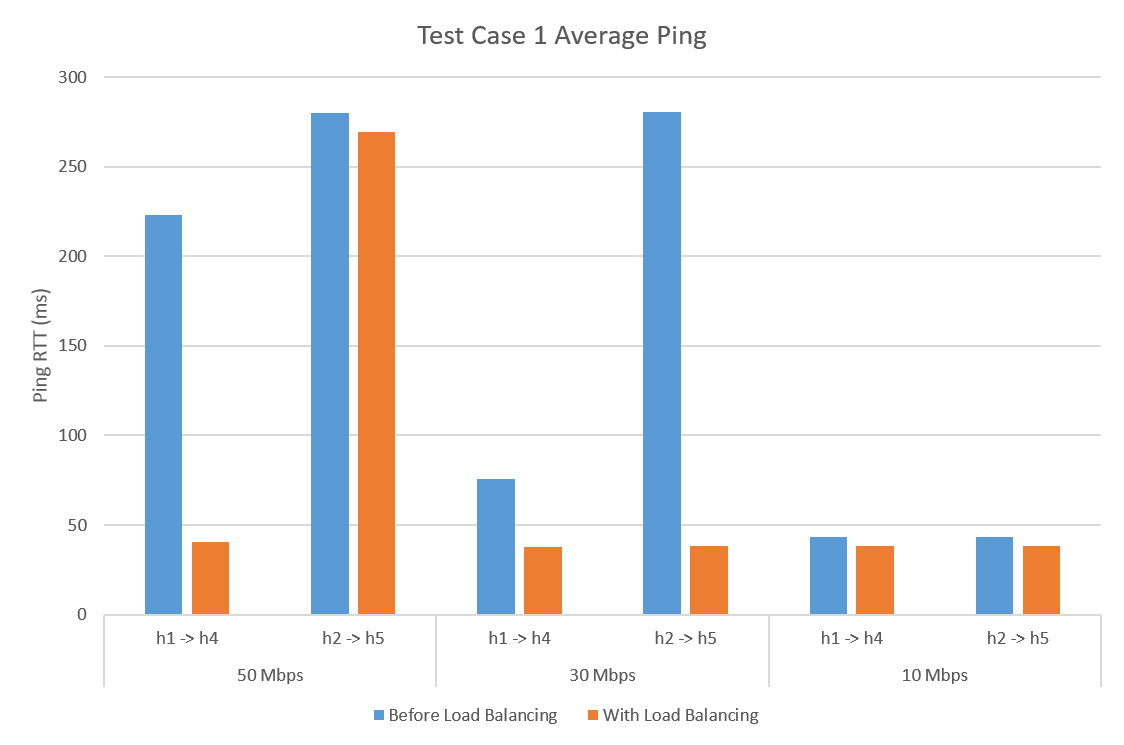 Test Case 1 Average Ping
300
250
200
150
100
50
0
Ping RTT (ms)
h1 -> h4 h2 -> h5 h1 -> h4 h2 -> h5 h1 -> h4 h2 -> h5
50 Mbps 30 Mbps 10 Mbps
Before Load Balancing With Load Balancing